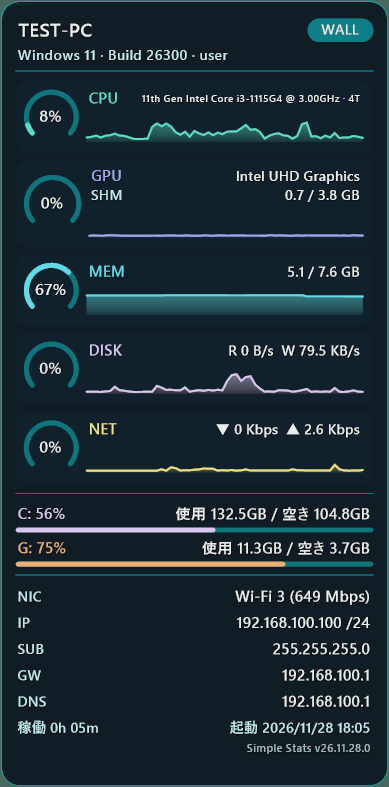 TEST-PC WALL
Windows 11 · Build 26300 · user
8% CPU 11th Gen Intel Core i3-1115G4 @ 3.00GHz · 4T
GPU Intel UHD Graphics
0% SHM 0.7 / 3.8 GB
67% MEM 5.1 / 7.6 GB
0% DISK R 0 B/s W 79.5 KB/s
0% NET ▼ 0 Kbps ▲ 2.6 Kbps
C: 56% 使用 132.5GB / 空き 104.8GB
G: 75% 使用 11.3GB / 空き 3.7GB
NIC Wi-Fi 3 (649 Mbps)
IP 192.168.100.100 /24
SUB 255.255.255.0
GW 192.168.100.1
DNS 192.168.100.1
稼働 0h 05m 起動 2026/11/28 18:05
Simple Stats v26.11.28.0